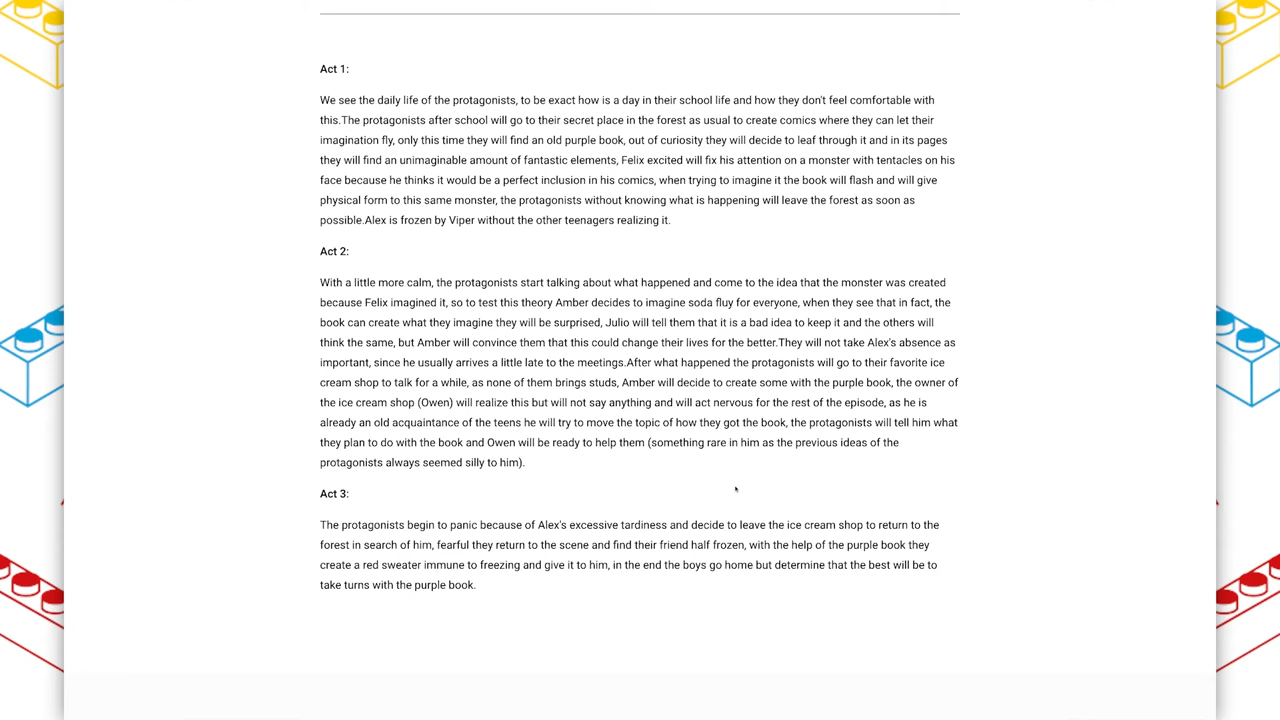 Act 1:
We see the daily life of the protagonists, to be exact how is a day in their school life and how they don't feel comfortable with
this.The protagonists after school will go to their secret place in the forest as usual to create comics where they can let their
imagination fly, only this time they will find an old purple book, out of curiosity they will decide to leaf through it and in its pages
they will find an unimaginable amount of fantastic elements, Felix excited will fix his attention on a monster with tentacles on his
face because he thinks it would be a perfect inclusion in his comics, when trying to imagine it the book will flash and will give
physical form to this same monster, the protagonists without knowing what is happening will leave the forest as soon as
possible.Alex is frozen by Viper without the other teenagers realizing it.
Act 2:
With a little more calm, the protagonists start talking about what happened and come to the idea that the monster was created
because Felix imagined it, so to test this theory Amber decides to imagine soda fluy for everyone, when they see that in fact, the
book can create what they imagine they will be surprised, Julio will tell them that it is a bad idea to keep it and the others will
think the same, but Amber will convince them that this could change their lives for the better.They will not take Alex's absence as
important, since he usually arrives a little late to the meetings.After what happened the protagonists will go to their favorite ice
cream shop to talk for a while, as none of them brings studs, Amber will decide to create some with the purple book, the owner of
the ice cream shop (Owen) will realize this but will not say anything and will act nervous for the rest of the episode, as he is
already an old acquaintance of the teens he will try to move the topic of how they got the book, the protagonists will tell him what
they plan to do with the book and Owen will be ready to help them (something rare in him as the previous ideas of the
protagonists always seemed silly to him).
Act 3:
The protagonists begin to panic because of Alex's excessive tardiness and decide to leave the ice cream shop to return to the
forest in search of him, fearful they return to the scene and find their friend half frozen, with the help of the purple book they
create a red sweater immune to freezing and give it to him, in the end the boys go home but determine that the best will be to
take turns with the purple book.